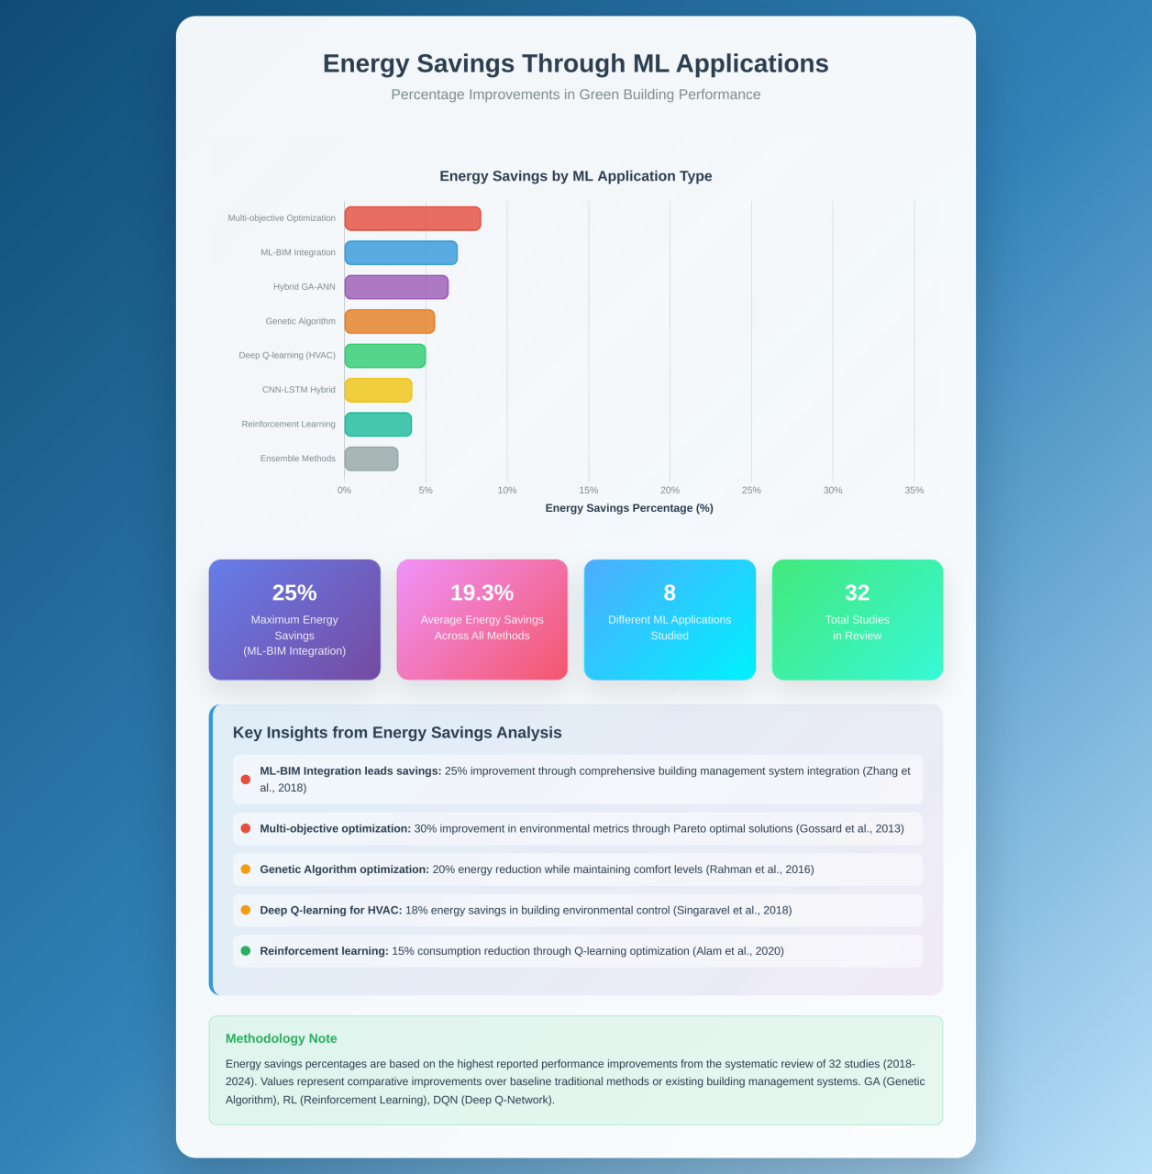 Energy Savings Through ML Applications
Percentage Improvements in Green Building Performance
Energy Savings by ML Application Type
Multi-objective Optimization
ML-BIM Integration
Hybrid GA-ANN
Genetic Algorithm
Deep Q-learning (HVAC)
CNN-LSTM Hybrid
Reinforcement Learning
Ensemble Methods
0% 5% 10% 15% 20% 25% 30% 35%
Energy Savings Percentage (%)
25%
Maximum Energy
Savings
(ML-BIM Integration)
19.3%
Average Energy Savings
Across All Methods
8
Different ML Applications
Studied
32
Total Studies
in Review
Key Insights from Energy Savings Analysis
ML-BIM Integration leads savings: 25% improvement through comprehensive building management system integration (Zhang et
al., 2018)
Multi-objective optimization: 30% improvement in environmental metrics through Pareto optimal solutions (Gossard et al., 2013)
Genetic Algorithm optimization: 20% energy reduction while maintaining comfort levels (Rahman et al., 2016)
Deep Q-learning for HVAC: 18% energy savings in building environmental control (Singaravel et al., 2018)
Reinforcement learning: 15% consumption reduction through Q-learning optimization (Alam et al., 2020)
Methodology Note
Energy savings percentages are based on the highest reported performance improvements from the systematic review of 32 studies (2018-
2024). Values represent comparative improvements over baseline traditional methods or existing building management systems. GA (Genetic
Algorithm), RL (Reinforcement Learning), DQN (Deep Q-Network).